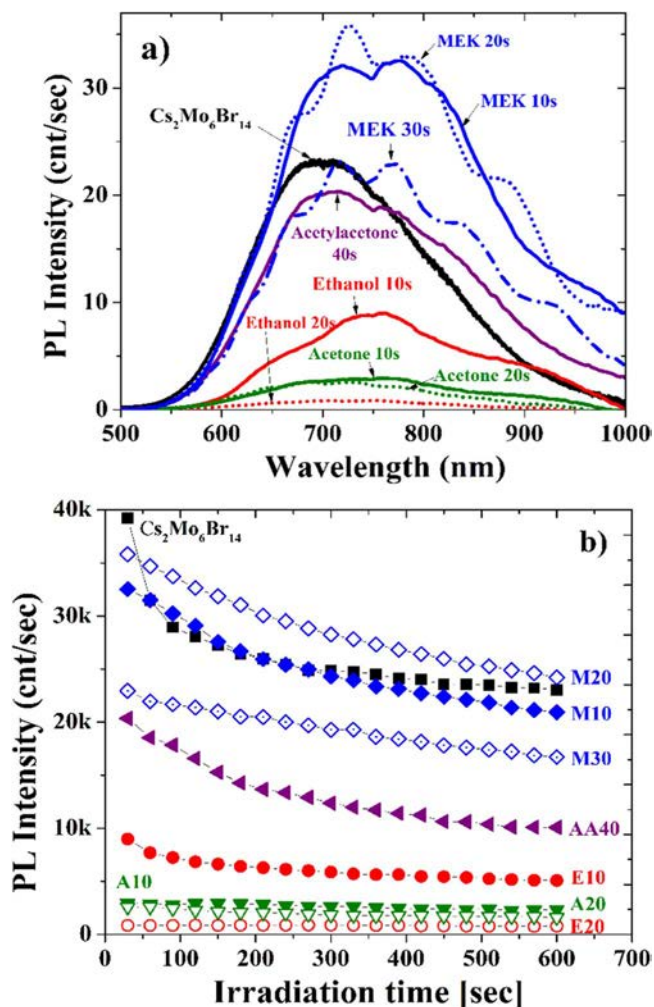 a)
MEK 20s
MEK 10s
Cs₂Mo₆Br₁₄
MEK 30s
Acetylacetone
40s
Ethanol 10s
Ethanol 20s
Acetone 10s
Acetone 20s
PL Intensity (cnt/sec)
30
20
10
0
500 600 700 800 900 1000
Wavelength (nm)
b)
Cs₂Mo₆Br₁₄
M20
M10
M30
AA40
E10
A10
A20
E20
PL Intensity (cnt/sec)
40k
30k
20k
10k
0
0 100 200 300 400 500 600 700
Irradiation time [sec]